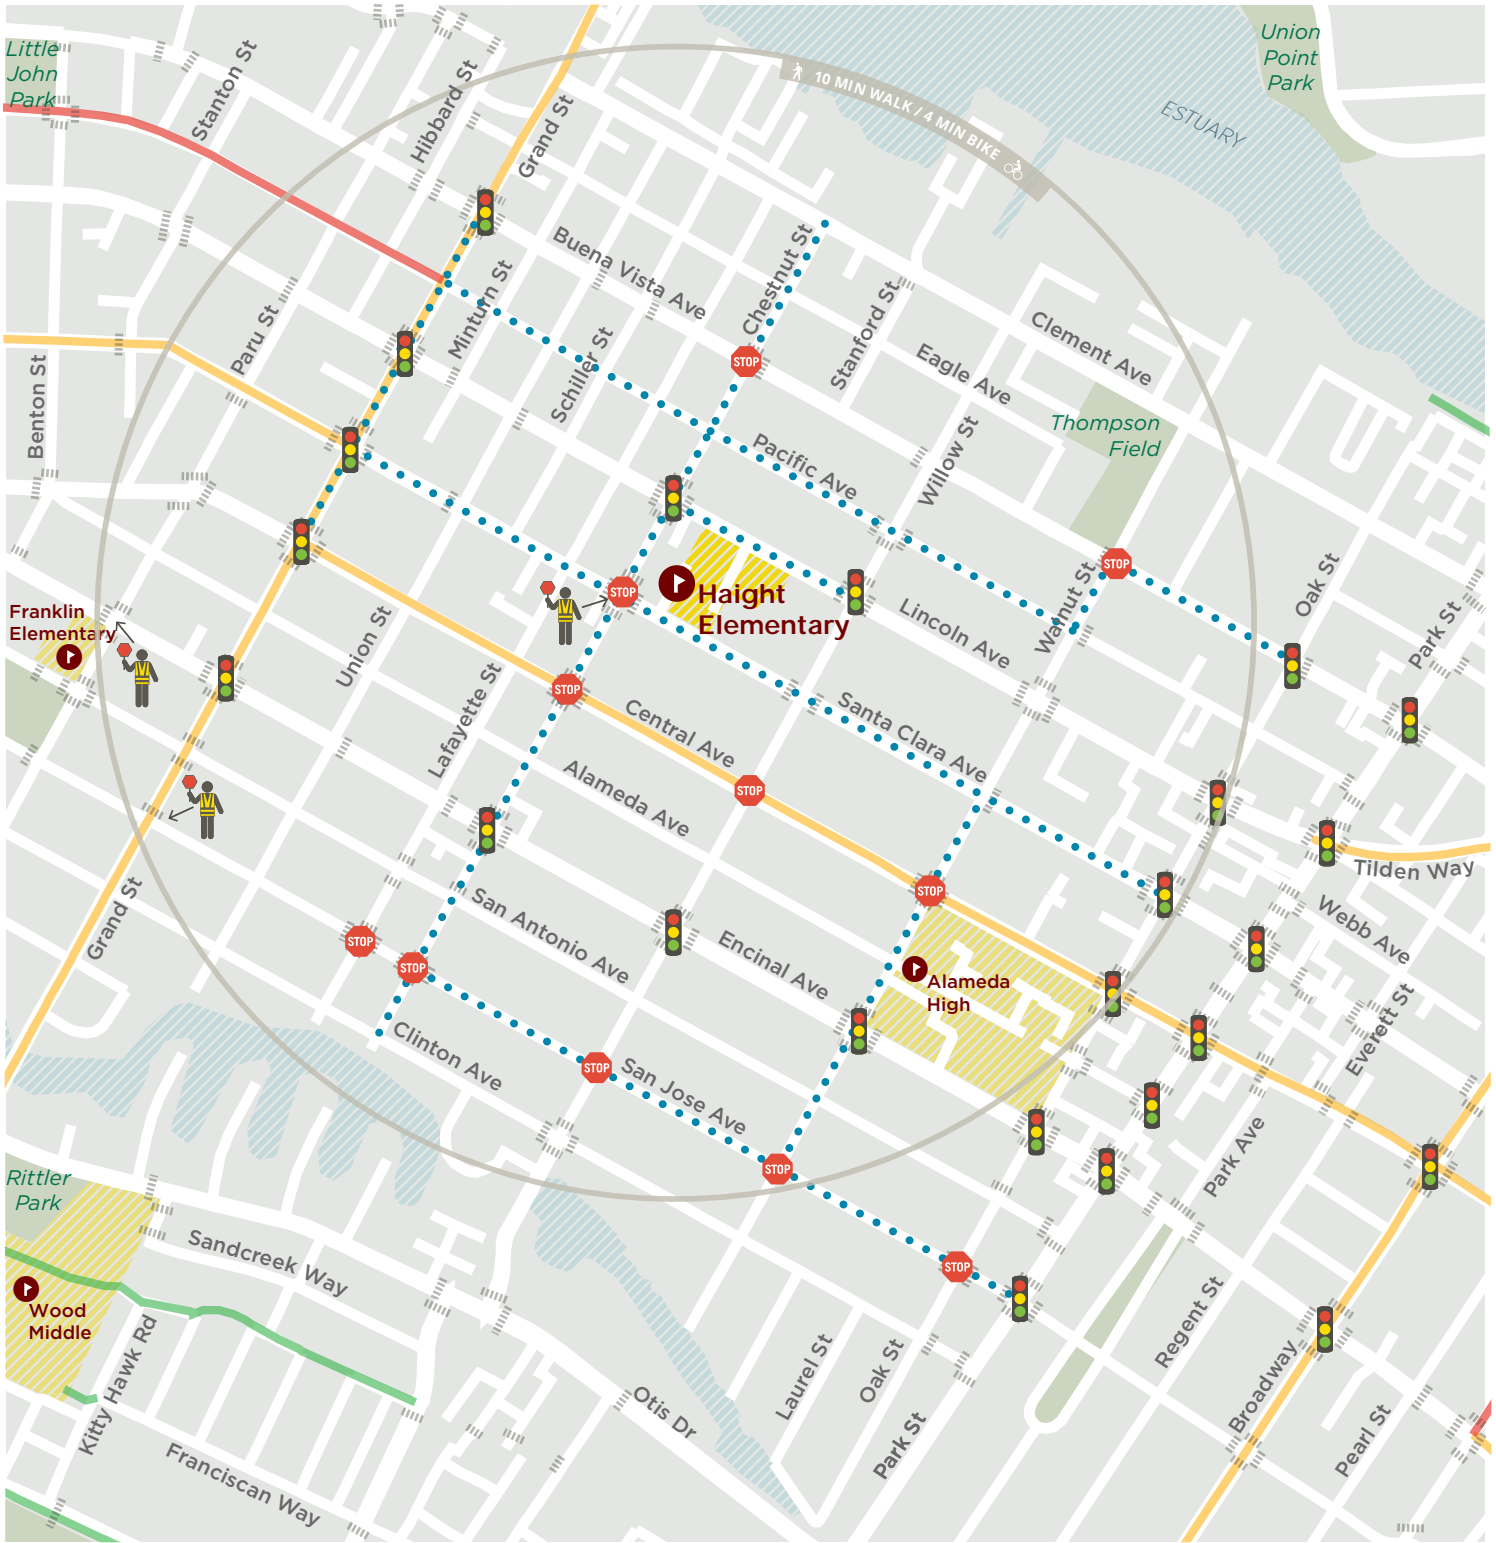 Little
John
Park
Stanton St
Hibbard St
Grand St
10 MIN WALK / 4 MIN BIKE
Union
Point
Park
ESTUARY
Buena Vista Ave
Chestnut St
Minturn St
Paru St
Schiller St
Stanford St
Clement Ave
Eagle Ave
Benton St
STOP
Thompson
Field
Pacific Ave
Willow St
STOP
Oak St
STOP
Haight
Elementary
Walnut St
Lincoln Ave
Park St
Franklin
Elementary
Union St
Lafayette St
STOP
Central Ave
Santa Clara Ave
Alameda Ave
STOP
Tilden Way
Webb Ave
STOP
Grand St
San Antonio Ave
Encinal Ave
STOP
STOP
Alameda
High
Everett St
Clinton Ave
STOP
San Jose Ave
STOP
Park Ave
Rittler
Park
Sandcreek Way
STOP
Wood
Middle
Kitty Hawk Rd
Regent St
Laurel St
Oak St
Broadway
Otis Dr
Park St
Pearl St
Franciscan Way